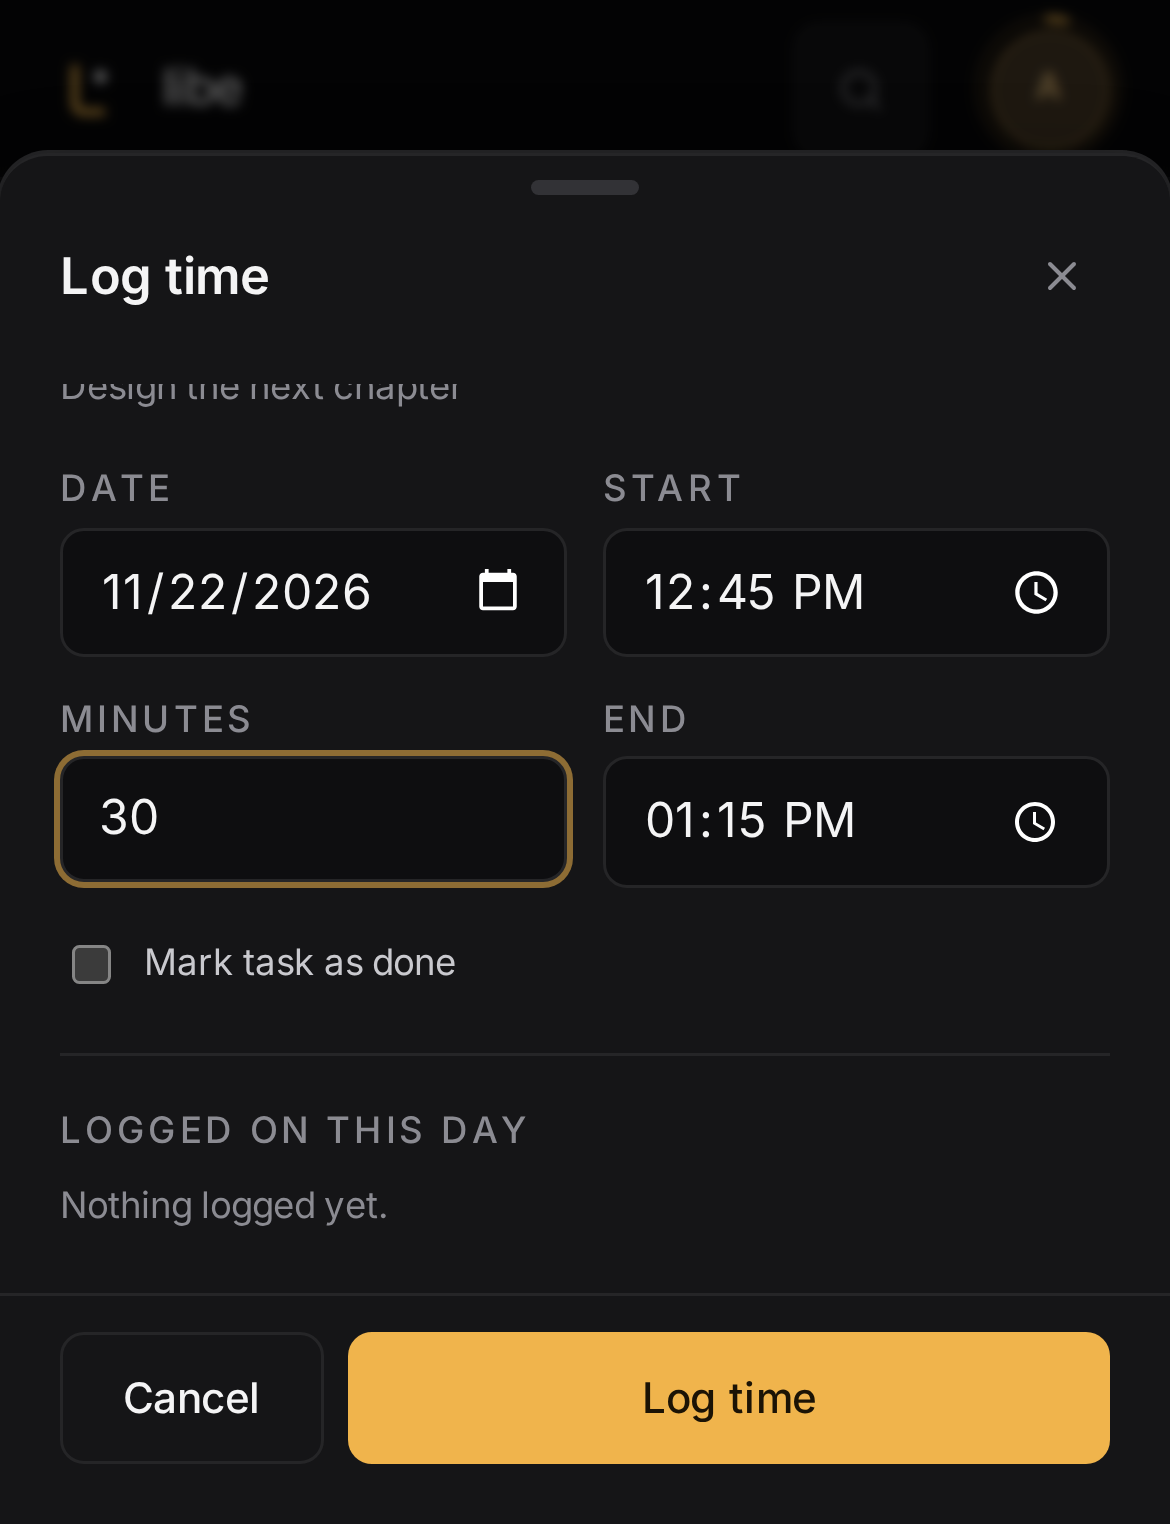 libe
A
Log time
Design the next chapter
DATE
START
11/22/2026
12:45 PM
MINUTES
END
30
01:15 PM
Mark task as done
LOGGED ON THIS DAY
Nothing logged yet.
Cancel
Log time